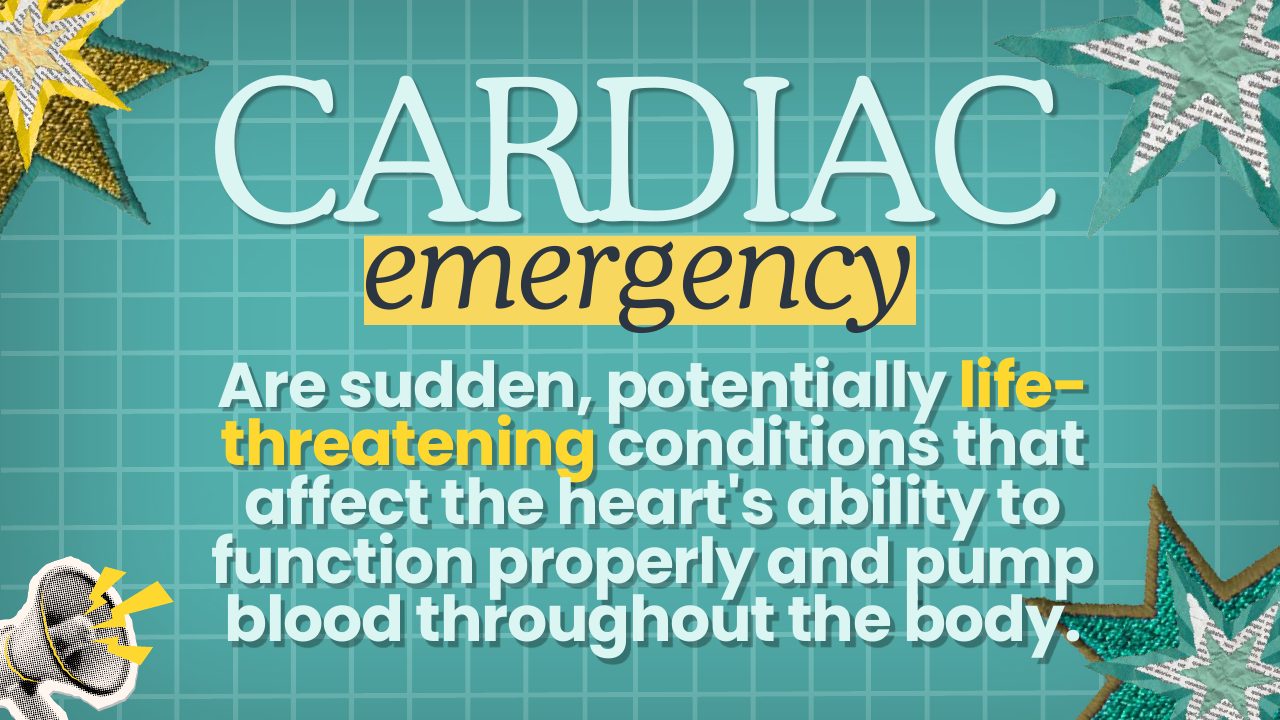 CARDIAC
emergency
Are sudden, potentially life-
threatening conditions that
affect the heart's ability to
function properly and pump
blood throughout the body.